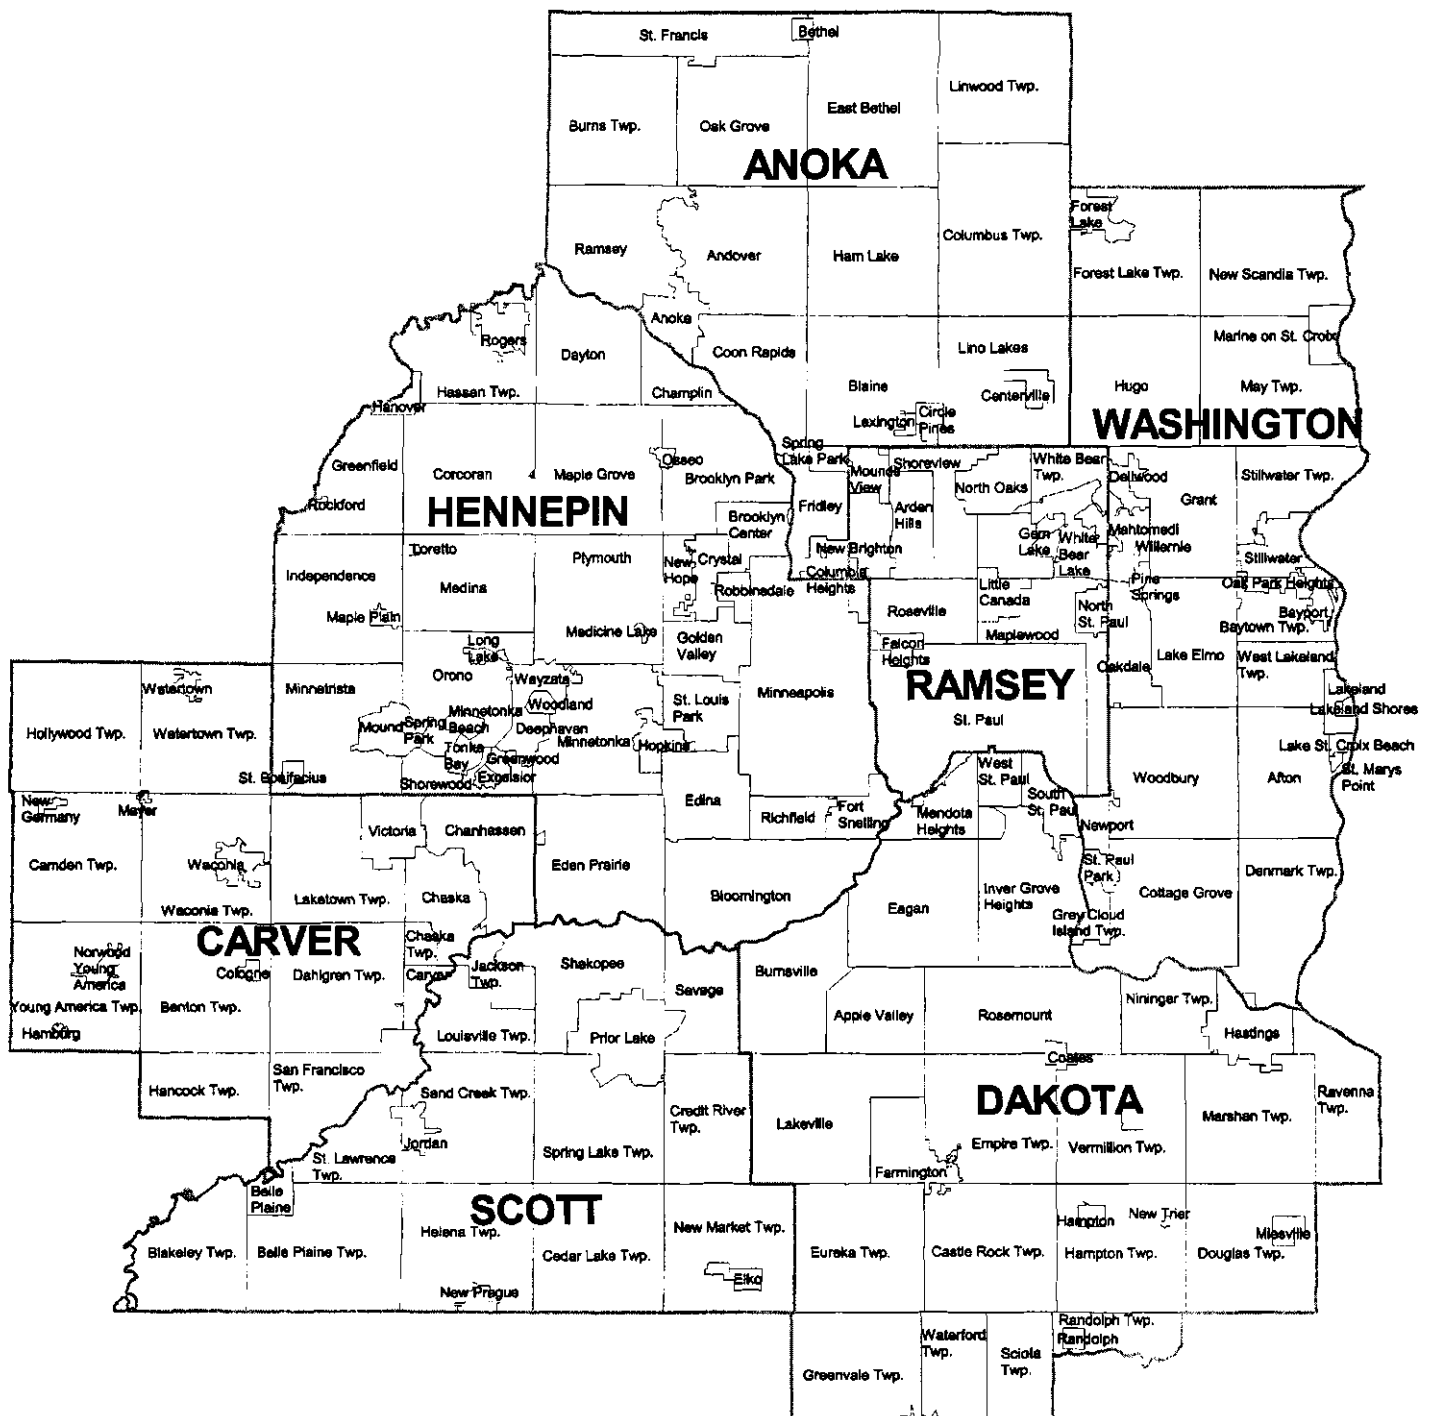 St. Francis
Bethel
Linwood Twp.
East Bethel
Burns Twp.
Oak Grove
ANOKA
Forest
Lake
Columbus Twp.
Ramsey
Andover
Ham Lake
Forest Lake Twp.
New Scandia Twp.
Anoka
Rogers
Marine on St. Croix
Dayton
Coon Rapids
Lino Lakes
Hassan Twp.
Champlin
Blaine
Centerville
Hugo
May Twp.
Hanover
Lexington
Circle
Pines
WASHINGTON
Spring
Lake Park
Greenfield
Corcoran
Maple Grove
Osseo
Brooklyn Park
Mounds
View
Shoreview
North Oaks
White Bear
Twp.
Dellwood
Grant
Stillwater Twp.
Rockford
HENNEPIN
Brooklyn
Center
Fridley
Arden
Hills
Gem
Lake
White
Bear
Lake
Mahtomedi
Willernie
Loretto
Plymouth
New
Hope
Crystal
New Brighton
Columbia
Heights
Stillwater
Independence
Medina
Robbinsdale
Little
Canada
Pine
Springs
Oak Park Heights
Maple Plain
Medicine Lake
Golden
Valley
Roseville
Maplewood
North
St. Paul
Bayport
Baytown Twp.
Long
Lake
Falcon
Heights
Oakdale
Lake Elmo
West Lakeland
Twp.
Watertown
Minnetrista
Orono
Wayzata
Woodland
St. Louis
Park
Minneapolis
RAMSEY
St. Paul
Lakeland
Lakeland Shores
Hollywood Twp.
Watertown Twp.
Mound
Spring
Park
Minnetonka
Beach
Deephaven
Minnetonka
Hopkins
Tonka
Bay
Greenwood
Lake St. Croix Beach
St. Bonifacius
Shorewood
Excelsior
West
St. Paul
Woodbury
Afton
St. Marys
Point
New
Germany
Mayer
Edina
Richfield
Fort
Snelling
Mendota
Heights
South
St. Paul
Newport
Victoria
Chanhassen
Camden Twp.
Waconia
Eden Prairie
St. Paul
Park
Denmark Twp.
Waconia Twp.
Laketown Twp.
Chaska
Bloomington
Eagan
Inver Grove
Heights
Cottage Grove
Grey Cloud
Island Twp.
CARVER
Chaska
Twp.
Norwood
Young
America
Cologne
Dahlgren Twp.
Carver
Jackson
Twp.
Shakopee
Savage
Burnsville
Young America Twp.
Benton Twp.
Apple Valley
Rosemount
Nininger Twp.
Hamburg
Louisville Twp.
Prior Lake
Hastings
Coates
San Francisco
Twp.
Hancock Twp.
Sand Creek Twp.
Credit River
Twp.
DAKOTA
Ravenna
Twp.
Lakeville
Marshan Twp.
Jordan
Empire Twp.
Vermillion Twp.
St. Lawrence
Twp.
Spring Lake Twp.
Farmington
Belle
Plaine
SCOTT
Blakeley Twp.
Belle Plaine Twp.
Helena Twp.
Cedar Lake Twp.
New Market Twp.
Hampton
New Trier
Miesville
Eureka Twp.
Castle Rock Twp.
Hampton Twp.
Douglas Twp.
Elko
New Prague
Randolph Twp.
Randolph
Waterford
Twp.
Sciota
Twp.
Greenvale Twp.